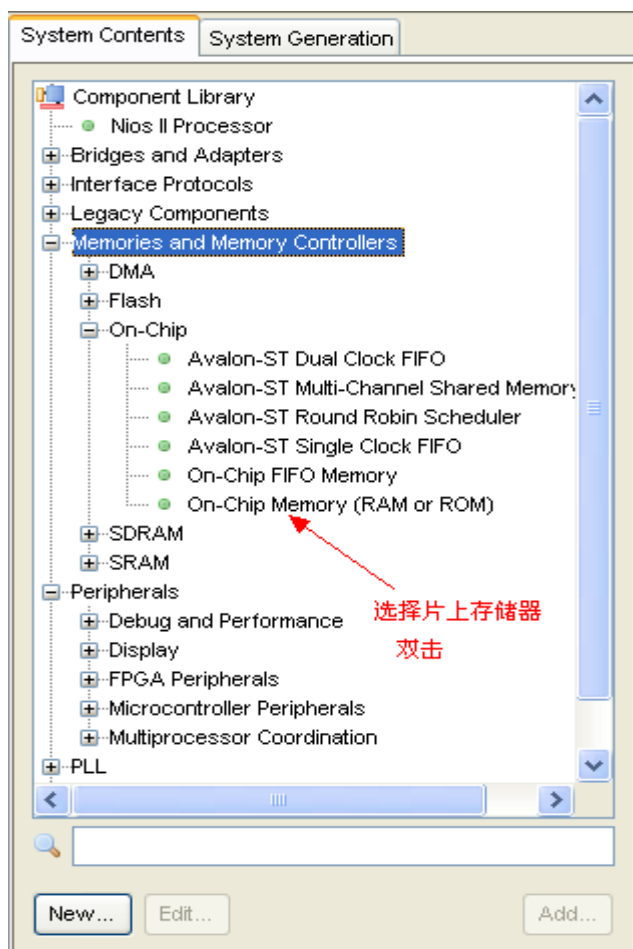 System Contents
System Generation
Component Library
Nios II Processor
Bridges and Adapters
Interface Protocols
Legacy Components
Memories and Memory Controllers
DMA
Flash
On-Chip
Avalon-ST Dual Clock FIFO
Avalon-ST Multi-Channel Shared Memory
Avalon-ST Round Robin Scheduler
Avalon-ST Single Clock FIFO
On-Chip FIFO Memory
On-Chip Memory (RAM or ROM)
SDRAM
SRAM
Peripherals
选择片上存储器
Debug and Performance
双击
Display
FPGA Peripherals
Microcontroller Peripherals
Multiprocessor Coordination
PLL
New...
Edit...
Add...